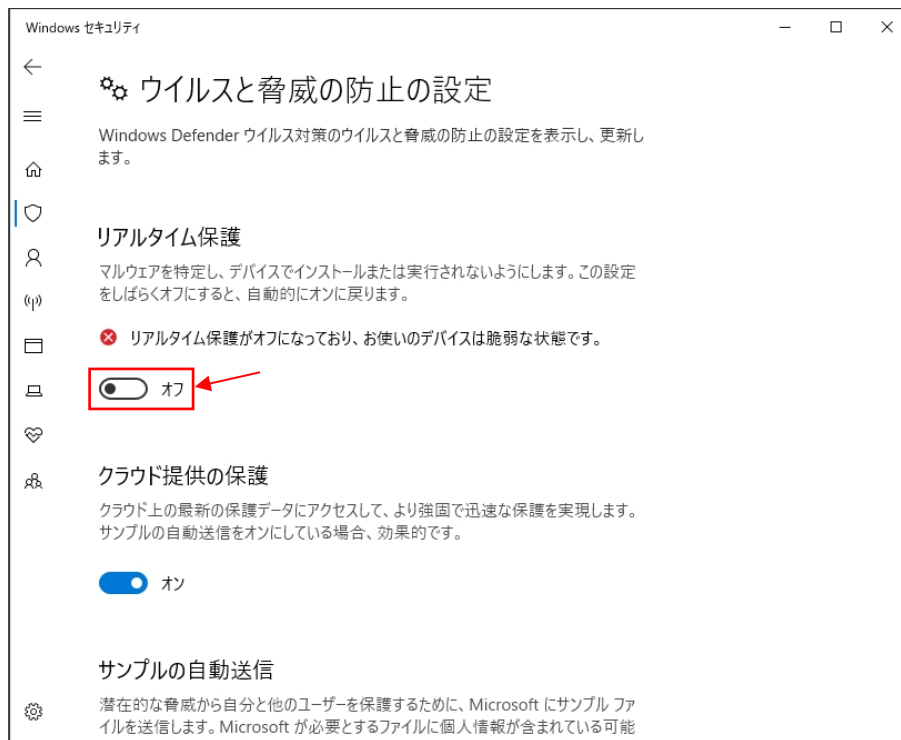 Windows セキュリティ
ウイルスと脅威の防止の設定
Windows Defender ウイルス対策のウイルスと脅威の防止の設定を表示し、更新し
ます。
リアルタイム保護
マルウェアを特定し、デバイスでインストールまたは実行されないようにします。この設定
をしばらくオフにすると、自動的にオンに戻ります。
リアルタイム保護がオフになっており、お使いのデバイスは脆弱な状態です。
オフ
クラウド提供の保護
クラウド上の最新の保護データにアクセスして、より強固で迅速な保護を実現します。
サンプルの自動送信をオンにしている場合、効果的です。
オン
サンプルの自動送信
潜在的な脅威から自分と他のユーザーを保護するために、Microsoft にサンプル ファ
イルを送信します。Microsoft が必要とするファイルに個人情報が含まれている可能